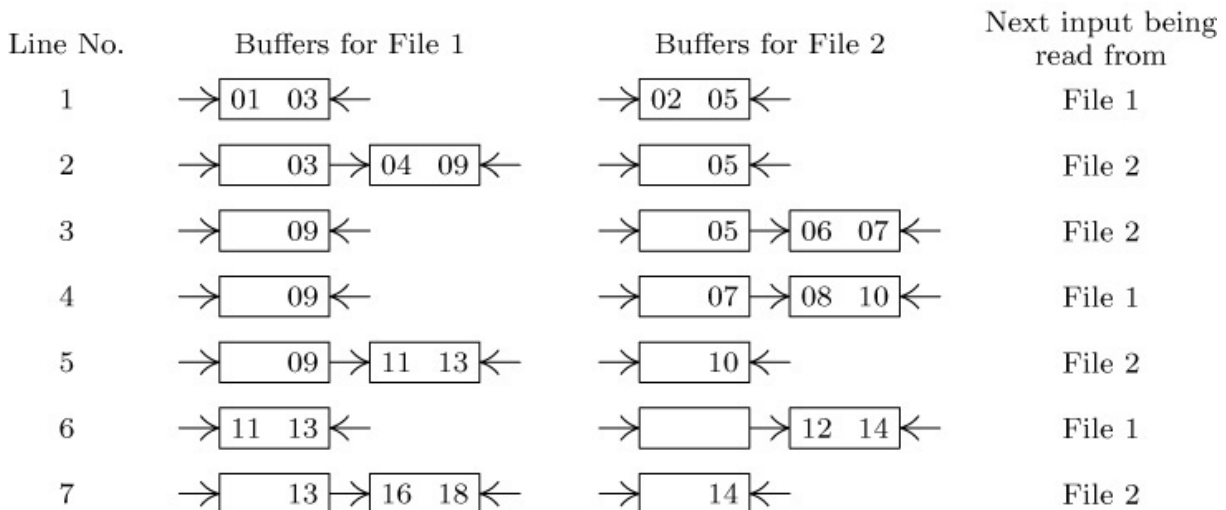 Line No. Buffers for File 1 Buffers for File 2 Next input being read from
1 01 03 02 05 File 1
2 03 04 09 05 File 2
3 09 05 06 07 File 2
4 09 07 08 10 File 1
5 09 11 13 10 File 2
6 11 13 12 14 File 1
7 13 16 18 14 File 2